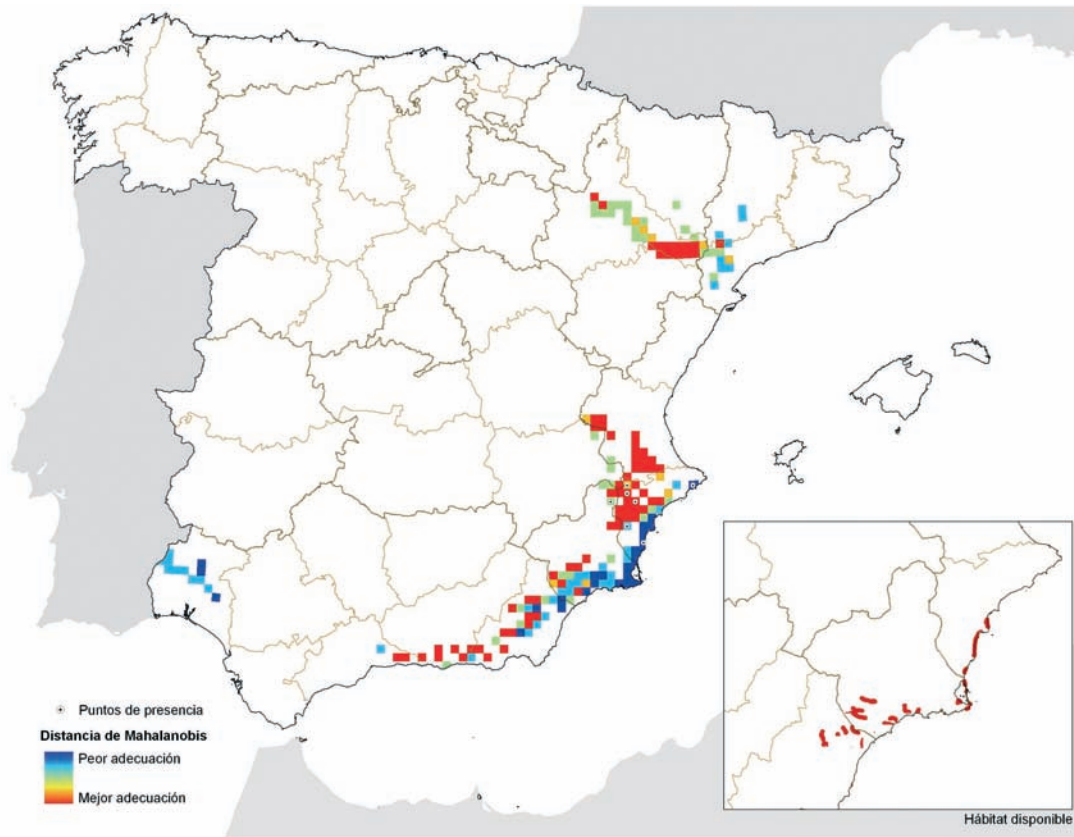 Puntos de presencia
Distancia de Mahalanobis
Peor adecuación
Mejor adecuación
Hábitat disponible